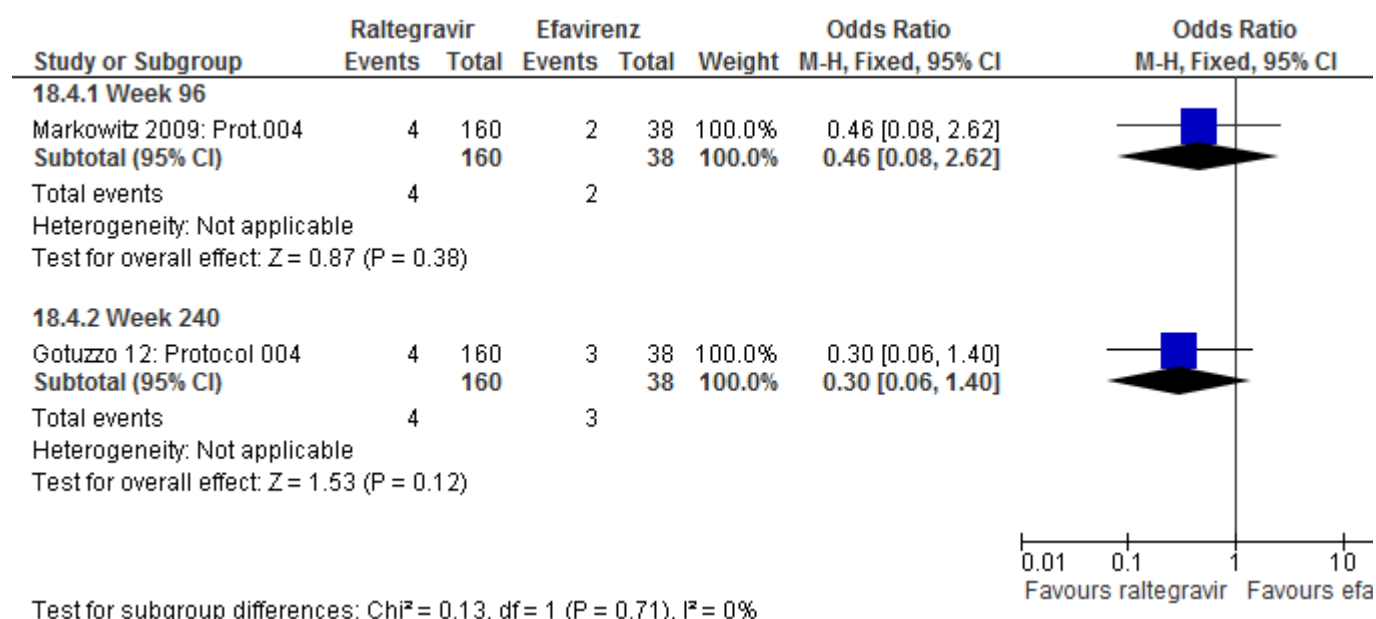 Raltegravir Efavirenz Odds Ratio Odds Ratio
Study or Subgroup Events Total Events Total Weight M-H, Fixed, 95% CI M-H, Fixed, 95% CI
18.4.1 Week 96
Markowitz 2009: Prot.004 4 160 2 38 100.0% 0.46 [0.08, 2.62]
Subtotal (95% CI) 160 38 100.0% 0.46 [0.08, 2.62]
Total events 4 2
Heterogeneity: Not applicable
Test for overall effect: Z = 0.87 (P = 0.38)
18.4.2 Week 240
Gotuzzo 12: Protocol 004 4 160 3 38 100.0% 0.30 [0.06, 1.40]
Subtotal (95% CI) 160 38 100.0% 0.30 [0.06, 1.40]
Total events 4 3
Heterogeneity: Not applicable
Test for overall effect: Z = 1.53 (P = 0.12)
0.01 0.1 1 10
Favours raltegravir Favours efa
Test for subgroup differences: Chi² = 0.13, df = 1 (P = 0.71), I² = 0%